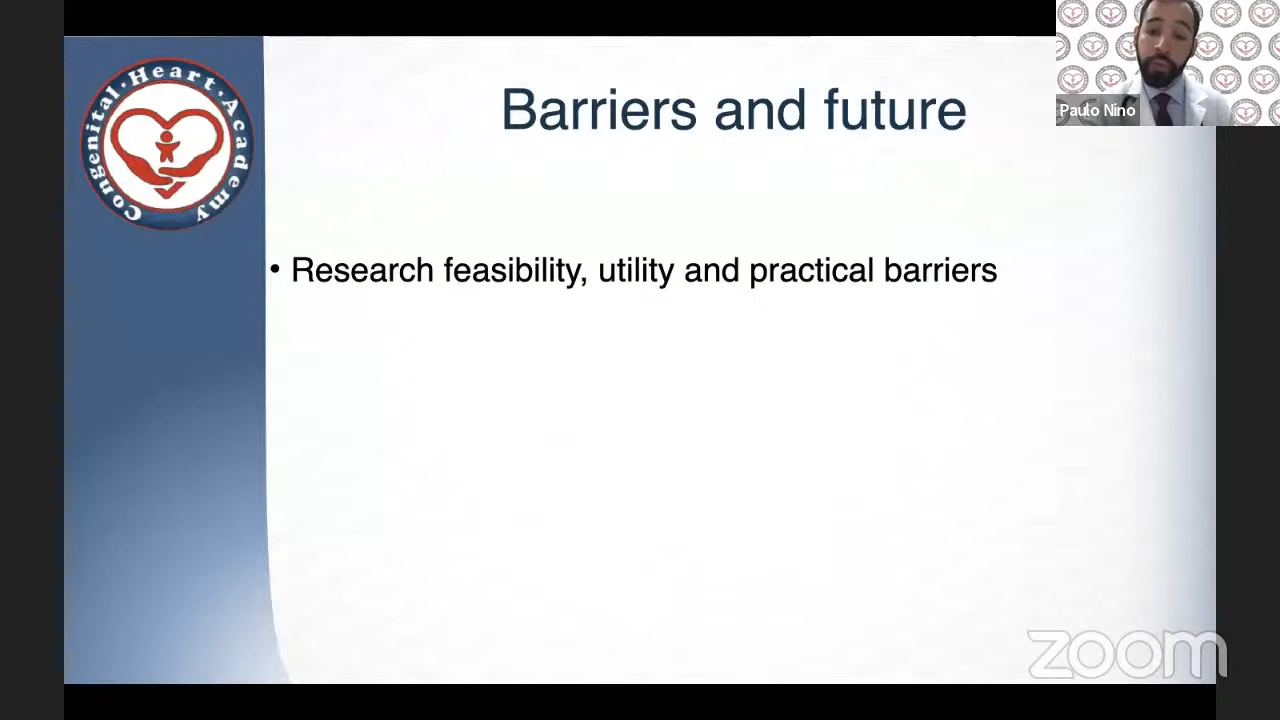 Congenital · Heart · Academy
Barriers and future
Paulo Nino
• Research feasibility, utility and practical barriers
zoom